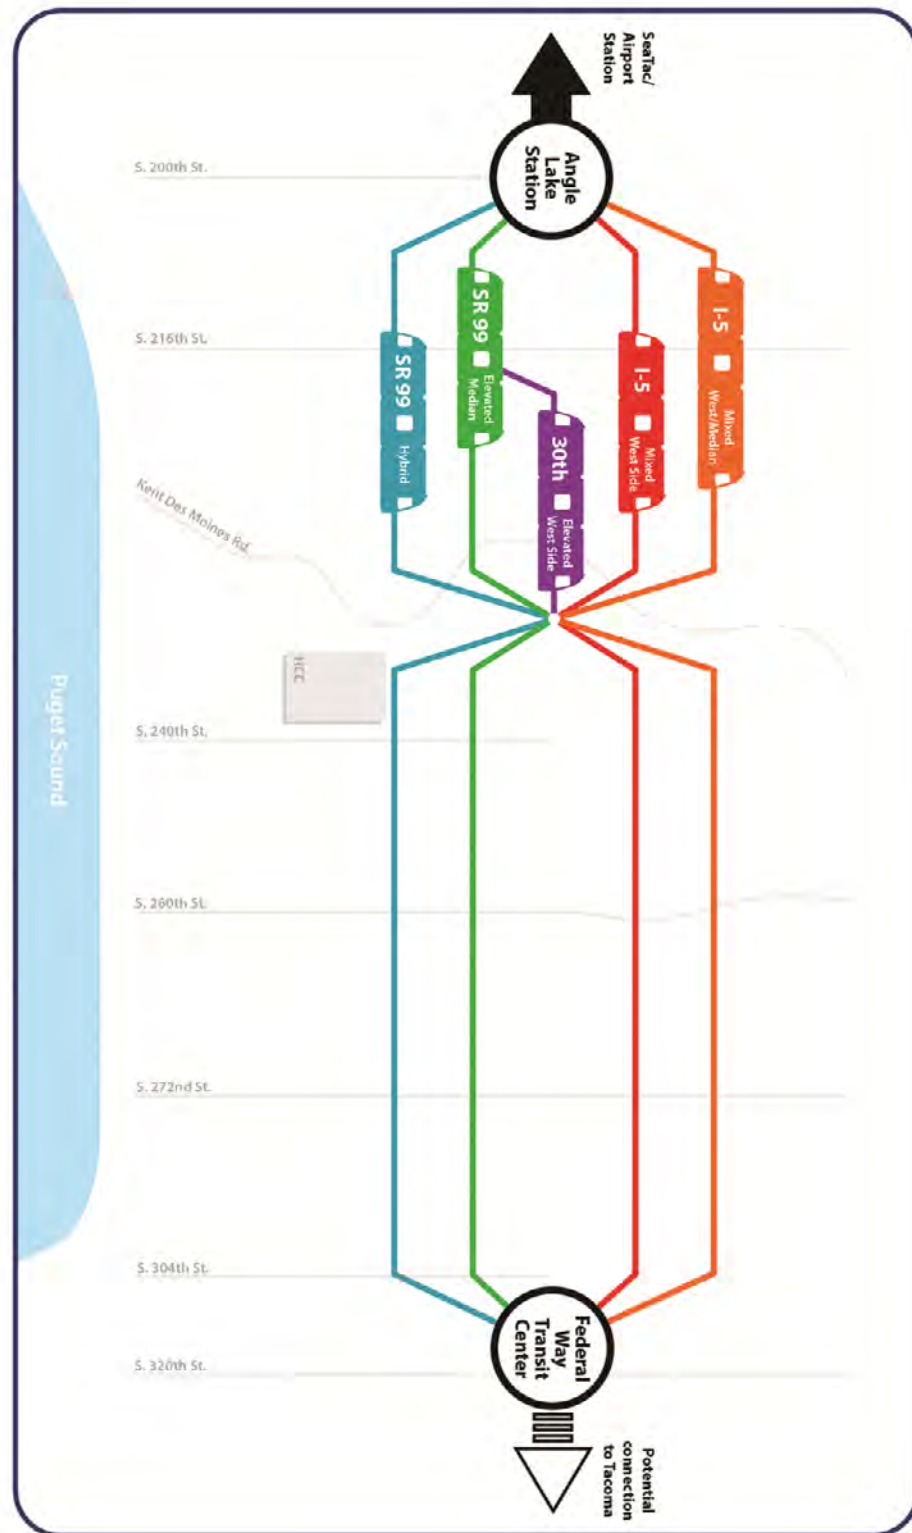 SeaTac/
Airport
Station
Angle
Lake
Station
S. 200th St.
S. 216th St.
SR 99 Hybrid
SR 99 Elevated
Median
30th Elevated
West Side
I-5 Mixed
West Side
I-5 Mixed
West/Median
Kent Des Moines Rd.
HCC
Puget Sound
S. 240th St.
S. 260th St.
S. 272nd St.
S. 304th St.
S. 320th St.
Federal
Way
Transit
Center
Potential
connection
to Tacoma